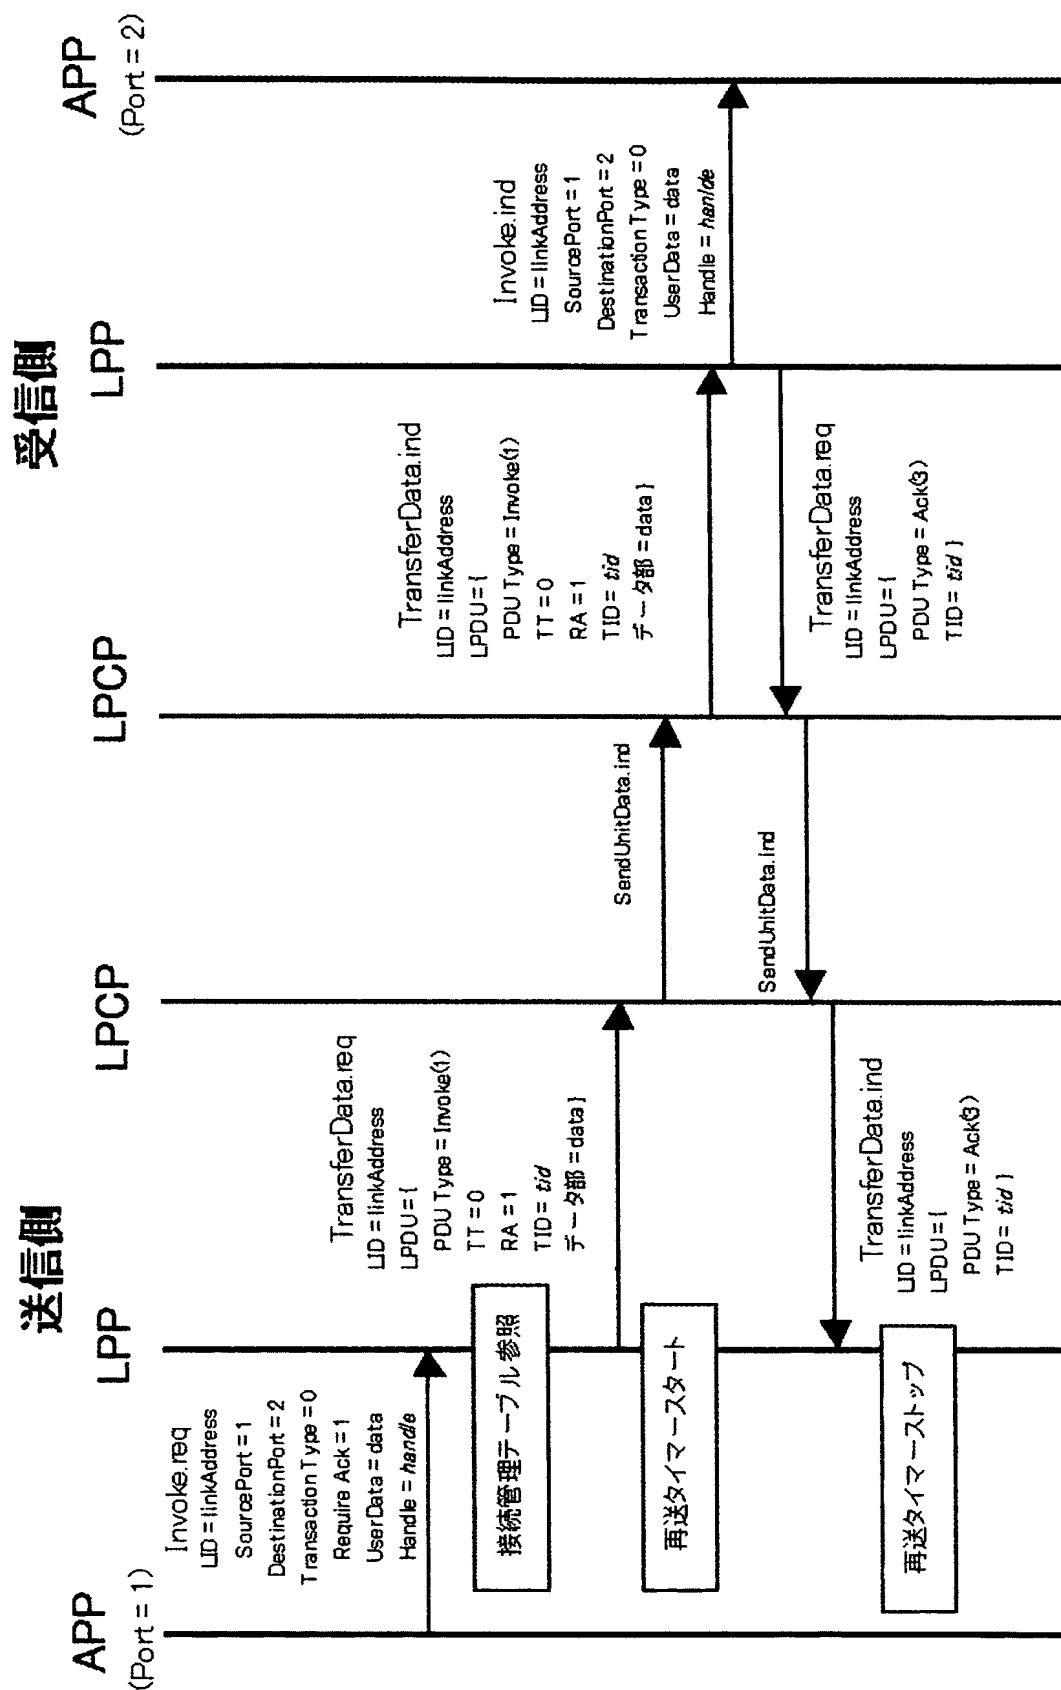 送信側
受信側
APP
(Port = 1)
LPP
LPCP
LPCP
LPP
APP
(Port = 2)
Invoke.req
LID = linkAddress
SourcePort = 1
DestinationPort = 2
Transaction Type = 0
Require Ack = 1
UserData = data
Handle = handle
接続管理テーブル参照
TransferData.req
LID = linkAddress
LPDU = {
PDU Type = Invoke(1)
TT = 0
RA = 1
TID = tid
データ部 = data}
再送タイマースタート
SendUnitData.ind
TransferData.ind
LID = linkAddress
LPDU = {
PDU Type = Invoke(1)
TT = 0
RA = 1
TID = tid
データ部 = data}
Invoke.ind
LID = linkAddress
SourcePort = 1
DestinationPort = 2
Transaction Type = 0
UserData = data
Handle = hanlde
TransferData.req
LID = linkAddress
LPDU = {
PDU Type = Ack(3)
TID = tid }
SendUnitData.ind
TransferData.ind
LID = linkAddress
LPDU = {
PDU Type = Ack(3)
TID = tid }
再送タイマーストップ